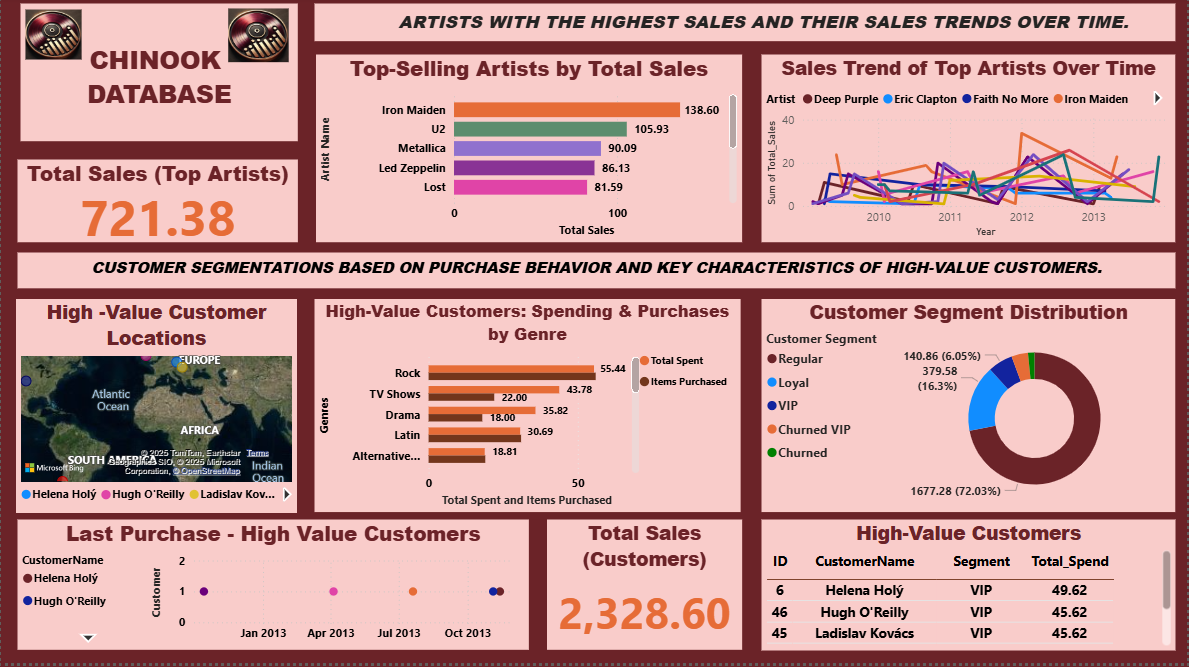 CHINOOK
DATABASE
ARTISTS WITH THE HIGHEST SALES AND THEIR SALES TRENDS OVER TIME.
Total Sales (Top Artists)
721.38
Top-Selling Artists by Total Sales
Artist Name
Iron Maiden 138.60
U2 105.93
Metallica 90.09
Led Zeppelin 86.13
Lost 81.59
0 100
Total Sales
Sales Trend of Top Artists Over Time
Artist Deep Purple Eric Clapton Faith No More Iron Maiden
Sum of Total_Sales
40
20
0
2010 2011 2012 2013
Year
CUSTOMER SEGMENTATIONS BASED ON PURCHASE BEHAVIOR AND KEY CHARACTERISTICS OF HIGH-VALUE CUSTOMERS.
High -Value Customer
Locations
EUROPE
Atlantic
Ocean
AFRICA
SOUTH AMERICA
Indian
Ocean
Microsoft Bing
© 2025 TomTom, Earthstar
Geographics SIO, © 2025 Microsoft
Corporation, © OpenStreetMap
Terms
Helena Holý Hugh O'Reilly Ladislav Kov...
High-Value Customers: Spending & Purchases
by Genre
Total Spent
Items Purchased
Genres
Rock 55.44
TV Shows 43.78
22.00
Drama 35.82
18.00
Latin 30.69
Alternative... 18.81
0 50
Total Spent and Items Purchased
Customer Segment Distribution
Customer Segment
Regular
Loyal
VIP
Churned VIP
Churned
140.86 (6.05%)
379.58
(16.3%)
1677.28 (72.03%)
Last Purchase - High Value Customers
CustomerName
Helena Holý
Hugh O'Reilly
Customer
2
1
0
Jan 2013 Apr 2013 Jul 2013 Oct 2013
Total Sales
(Customers)
2,328.60
High-Value Customers
ID CustomerName Segment Total_Spend
6 Helena Holý VIP 49.62
46 Hugh O'Reilly VIP 45.62
45 Ladislav Kovács VIP 45.62